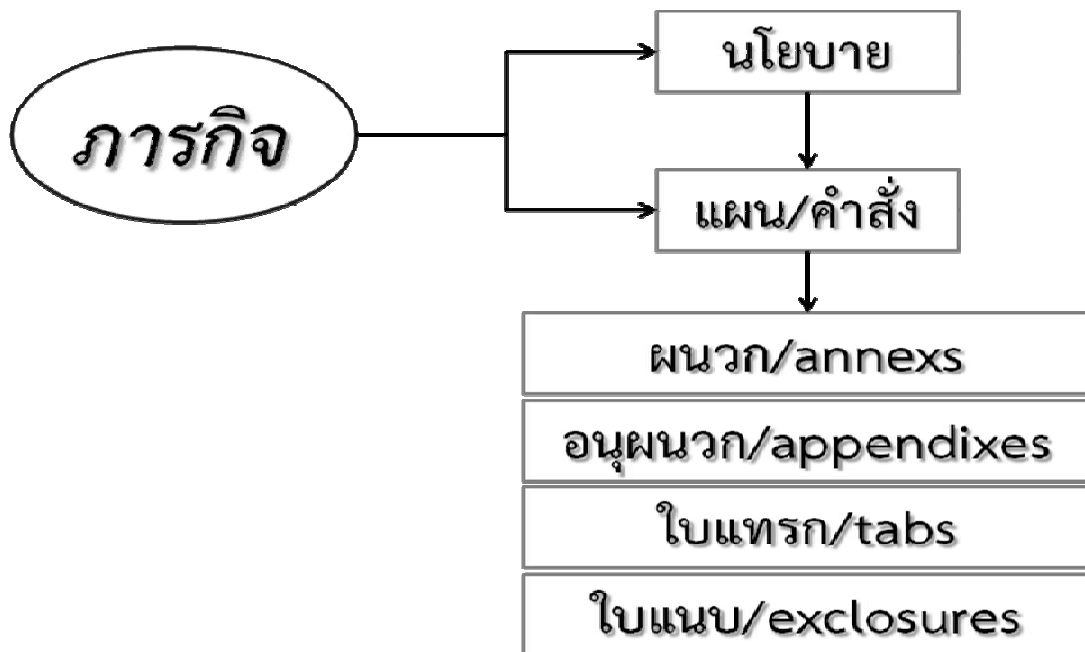 ภารกิจ
นโยบาย
แผน/คำสั่ง
ผนวก/annexs
อนุผนวก/appendixes
ใบแทรก/tabs
ใบแนบ/exclosures